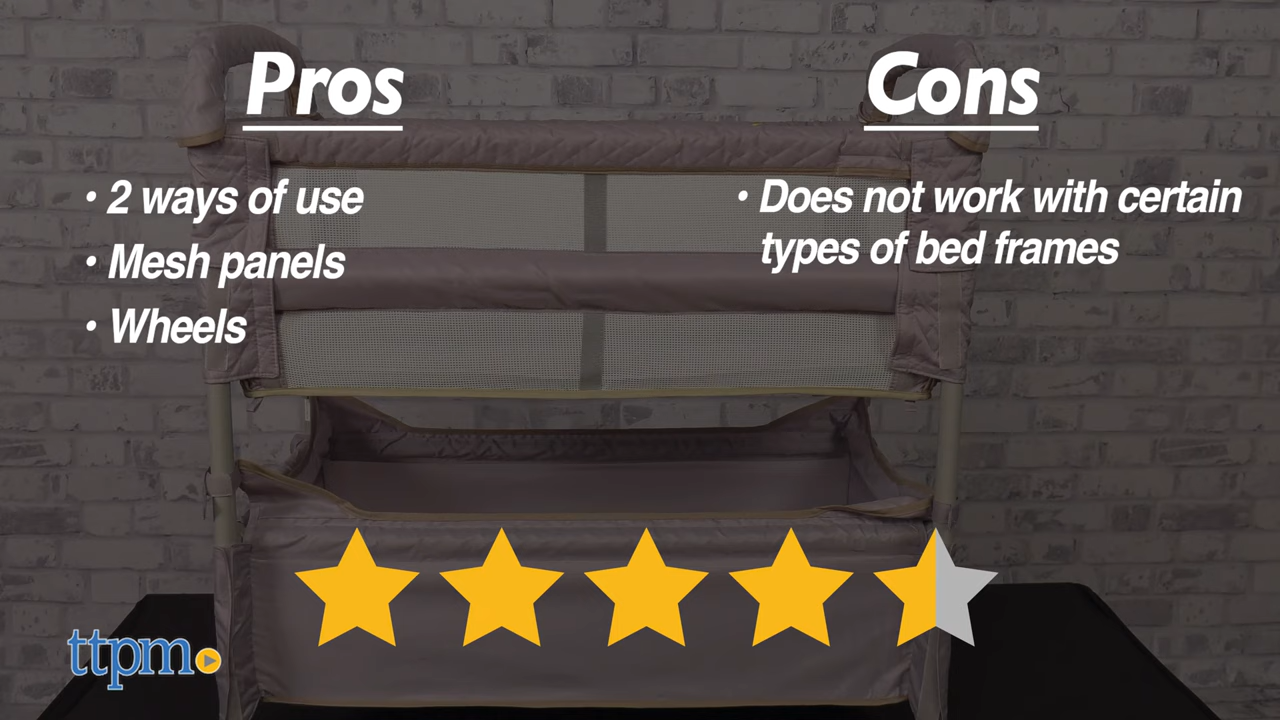 Pros
• 2 ways of use
• Mesh panels
• Wheels
Cons
• Does not work with certain
types of bed frames
ttpm